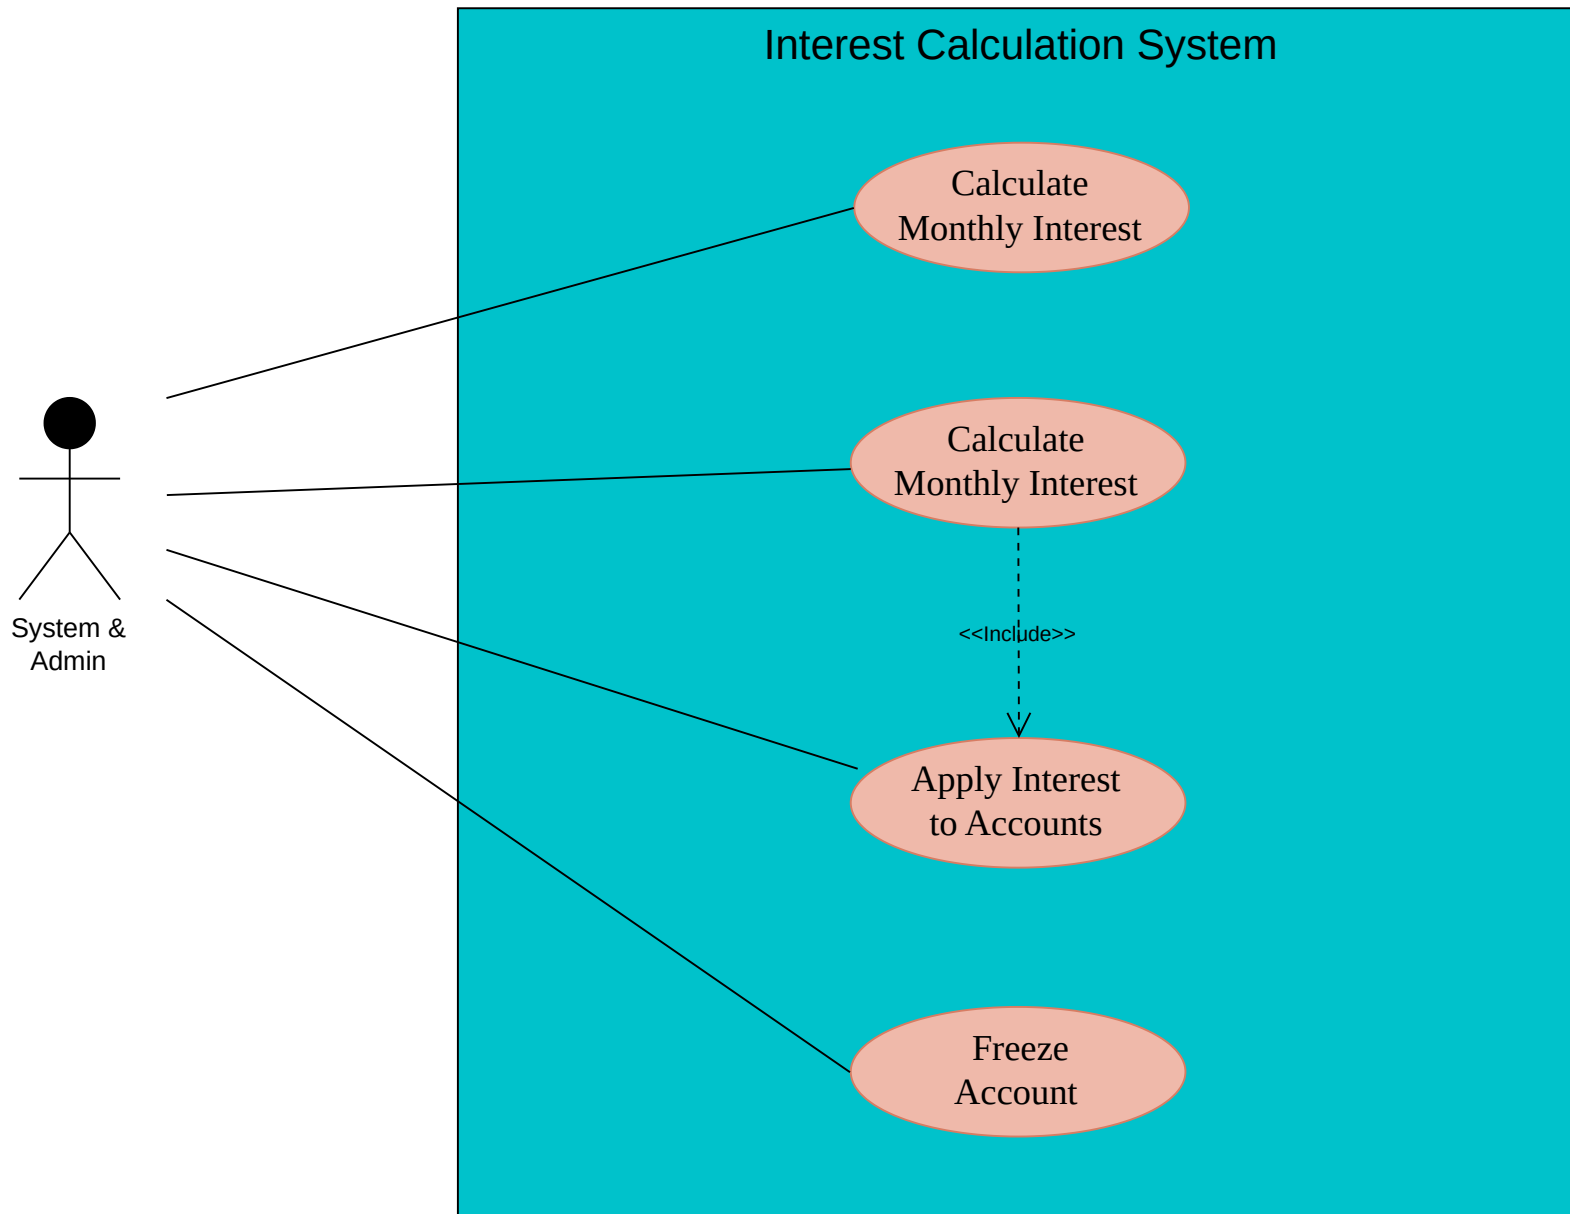 Interest Calculation System
Calculate
Monthly Interest
Calculate
Monthly Interest
System &
Admin
<<Include>>
Apply Interest
to Accounts
Freeze
Account